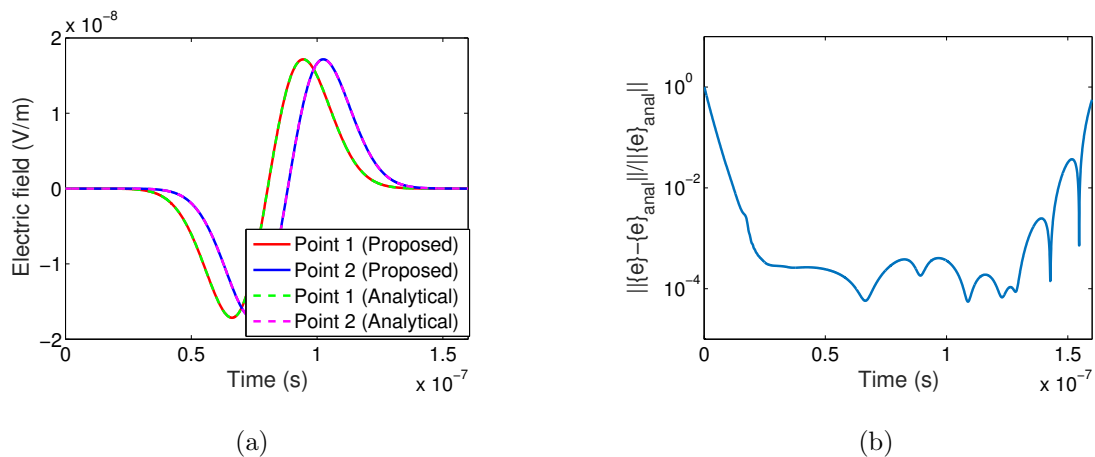 x 10^-8
2
1
0
−1
−2
Electric field (V/m)
0 0.5 1 1.5
x 10^-7
Time (s)
Point 1 (Proposed)
Point 2 (Proposed)
Point 1 (Analytical)
Point 2 (Analytical)
(a)
10^0
10^-2
10^-4
||{e}−{e}_anal||/||{e}_anal||
0 0.5 1 1.5
x 10^-7
Time (s)
(b)